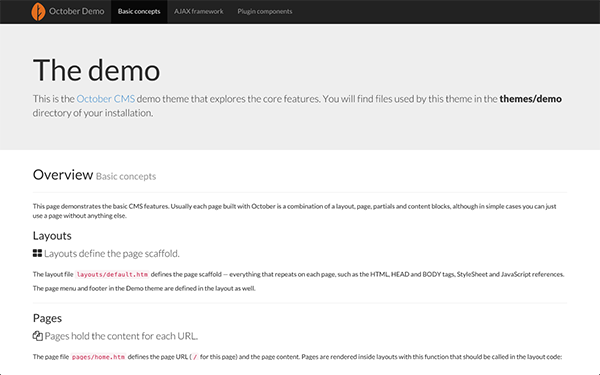 October Demo Basic concepts AJAX framework Plugin components
The demo
This is the October CMS demo theme that explores the core features. You will find files used by this theme in the themes/demo
directory of your installation.
Overview Basic concepts
This page demonstrates the basic CMS features. Usually each page built with October is a combination of a layout, page, partials and content blocks, although in simple cases you can just
use a page without anything else.
Layouts
Layouts define the page scaffold.
The layout file layouts/default.htm defines the page scaffold — everything that repeats on each page, such as the HTML, HEAD and BODY tags, StyleSheet and JavaScript references.
The page menu and footer in the Demo theme are defined in the layout as well.
Pages
Pages hold the content for each URL.
The page file pages/home.htm defines the page URL ( / for this page) and the page content. Pages are rendered inside layouts with this function that should be called in the layout code: